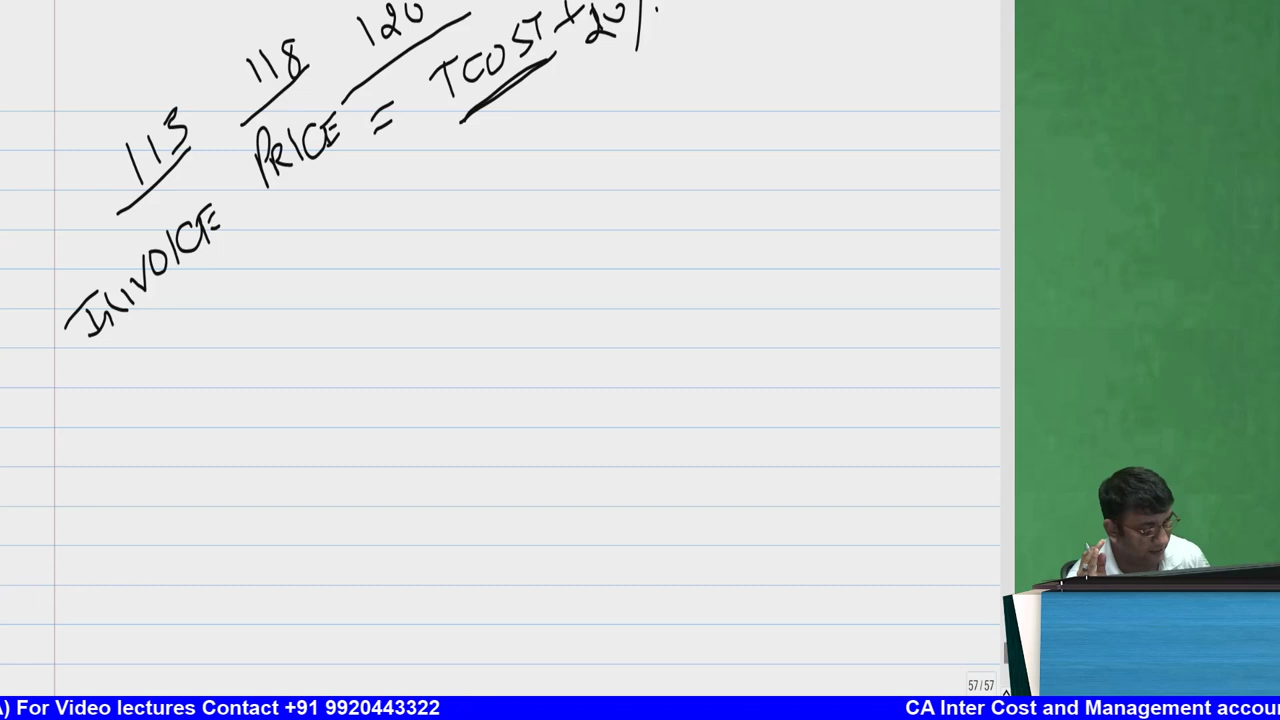 113 118 120
INVOICE PRICE = TCOST + 20%.
57/57
A) For Video lectures Contact +91 9920443322
CA Inter Cost and Management accou